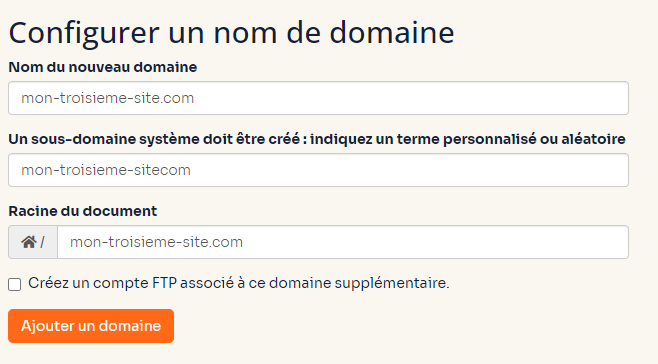 Configurer un nom de domaine
Nom du nouveau domaine
mon-troisieme-site.com
Un sous-domaine système doit être créé : indiquez un terme personnalisé ou aléatoire
mon-troisieme-sitecom
Racine du document
/ mon-troisieme-site.com
Créez un compte FTP associé à ce domaine supplémentaire.
Ajouter un domaine